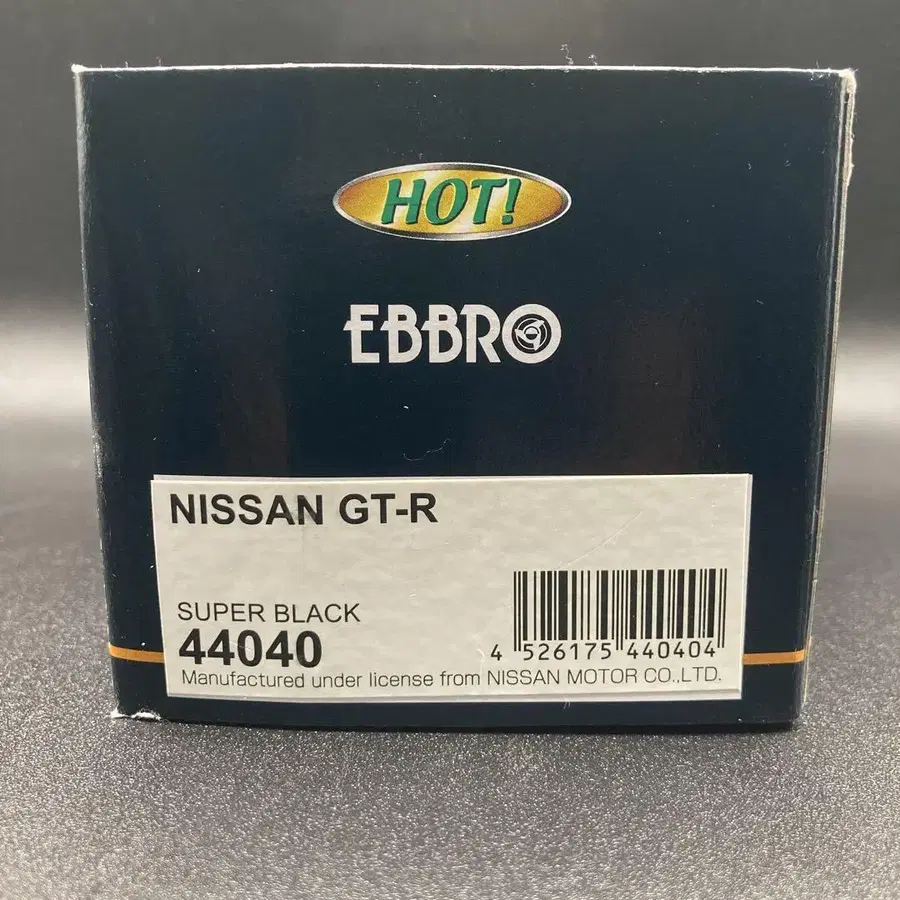 HOT!
EBBRO
NISSAN GT-R
SUPER BLACK
44040
4 526175 440404
Manufactured under license from NISSAN MOTOR CO.,LTD.